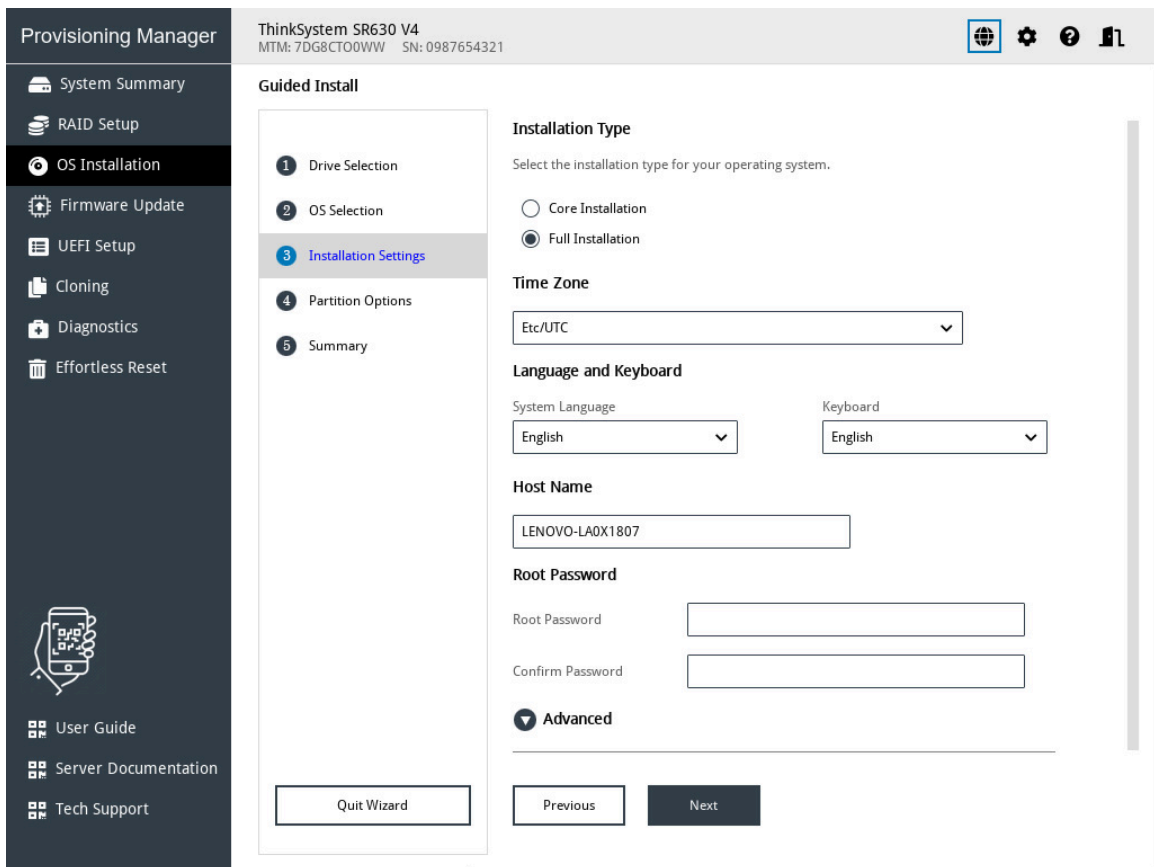 Provisioning Manager
ThinkSystem SR630 V4
MTM: 7DG8CTO0WW SN: 0987654321
System Summary
RAID Setup
OS Installation
Firmware Update
UEFI Setup
Cloning
Diagnostics
Effortless Reset
User Guide
Server Documentation
Tech Support
Guided Install
1 Drive Selection
2 OS Selection
3 Installation Settings
4 Partition Options
5 Summary
Quit Wizard
Installation Type
Select the installation type for your operating system.
Core Installation
Full Installation
Time Zone
Etc/UTC
Language and Keyboard
System Language Keyboard
English English
Host Name
LENOVO-LA0X1807
Root Password
Root Password
Confirm Password
Advanced
Previous Next